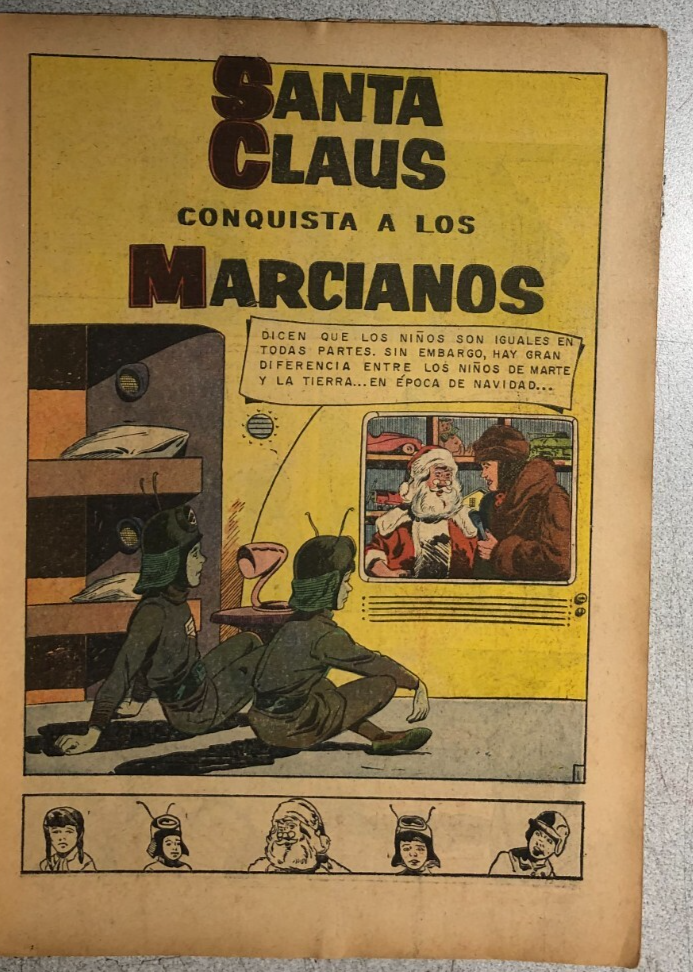 SANTA
CLAUS
CONQUISTA A LOS
MARCIANOS
DICEN QUE LOS NIÑOS SON IGUALES EN
TODAS PARTES. SIN EMBARGO, HAY GRAN
DIFERENCIA ENTRE LOS NIÑOS DE MARTE
Y LA TIERRA... EN ÉPOCA DE NAVIDAD...
1